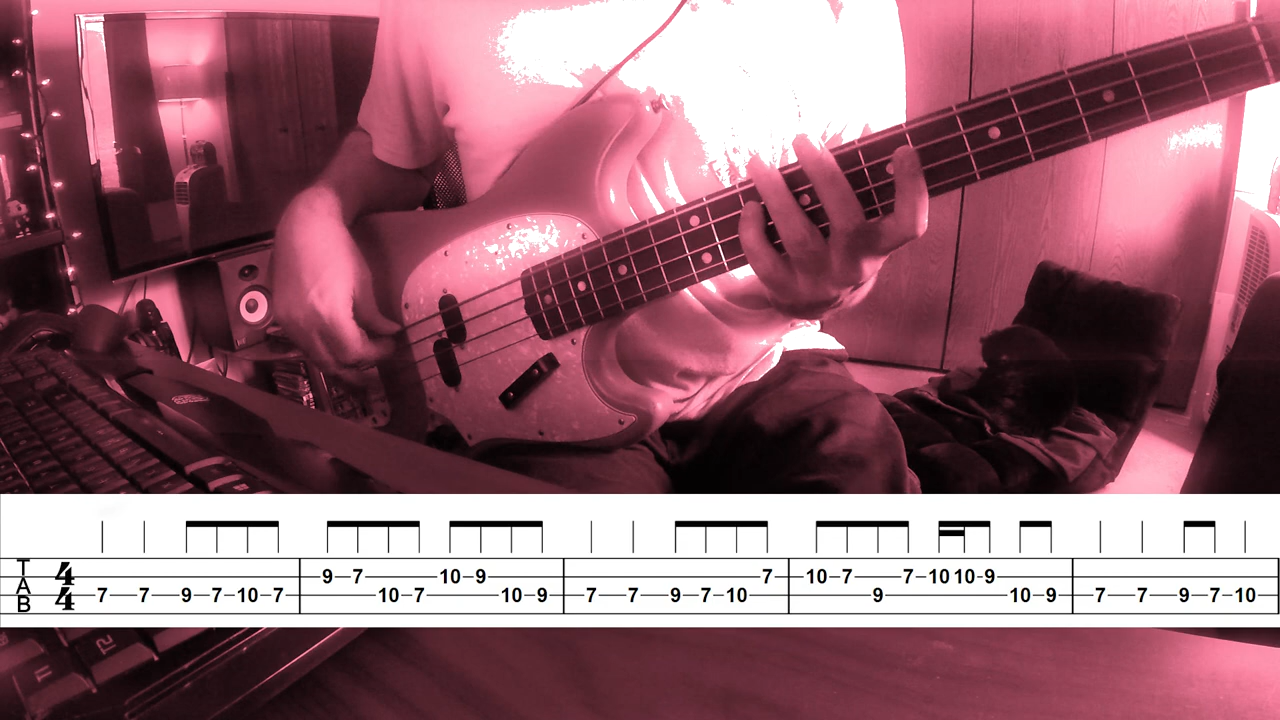 T A B 4 4
9 7 10 9 7 10 7 7 10 10 9
7 7 9 7 10 7 10 7 10 9 7 7 9 7 10 9 10 9 7 7 9 7 10